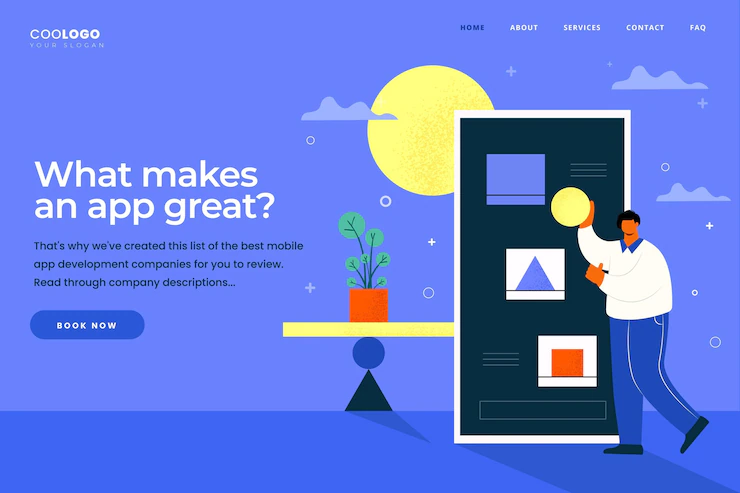 COOLOGO
YOUR SLOGAN
HOME ABOUT SERVICES CONTACT FAQ
What makes
an app great?
That's why we've created this list of the best mobile
app development companies for you to review.
Read through company descriptions...
BOOK NOW